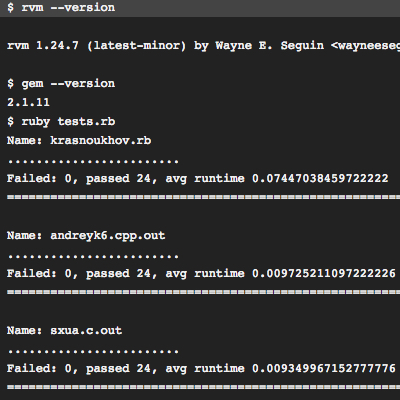 $ rvm --version
rvm 1.24.7 (latest-minor) by Wayne E. Seguin <wayneeseg
$ gem --version
2.1.11
$ ruby tests.rb
Name: krasnoukhov.rb
........................
Failed: 0, passed 24, avg runtime 0.07447038459722222
=======================================================
Name: andreyk6.cpp.out
........................
Failed: 0, passed 24, avg runtime 0.009725211097222226
=======================================================
Name: sxua.c.out
........................
Failed: 0, passed 24, avg runtime 0.009349967152777776
=======================================================